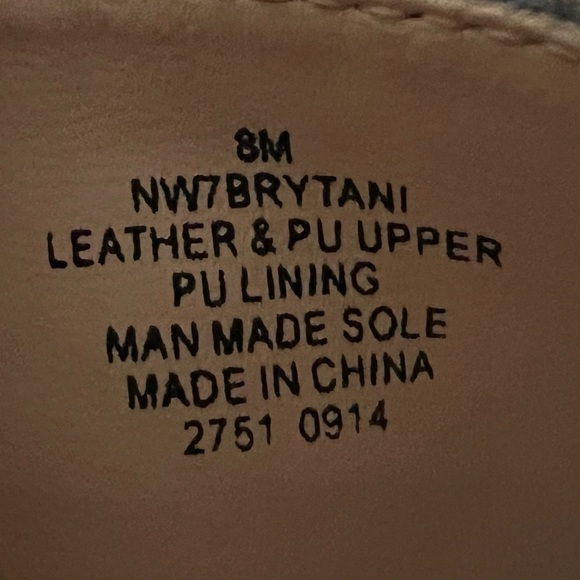 8M
NW7BRYTANI
LEATHER & PU UPPER
PU LINING
MAN MADE SOLE
MADE IN CHINA
2751 0914